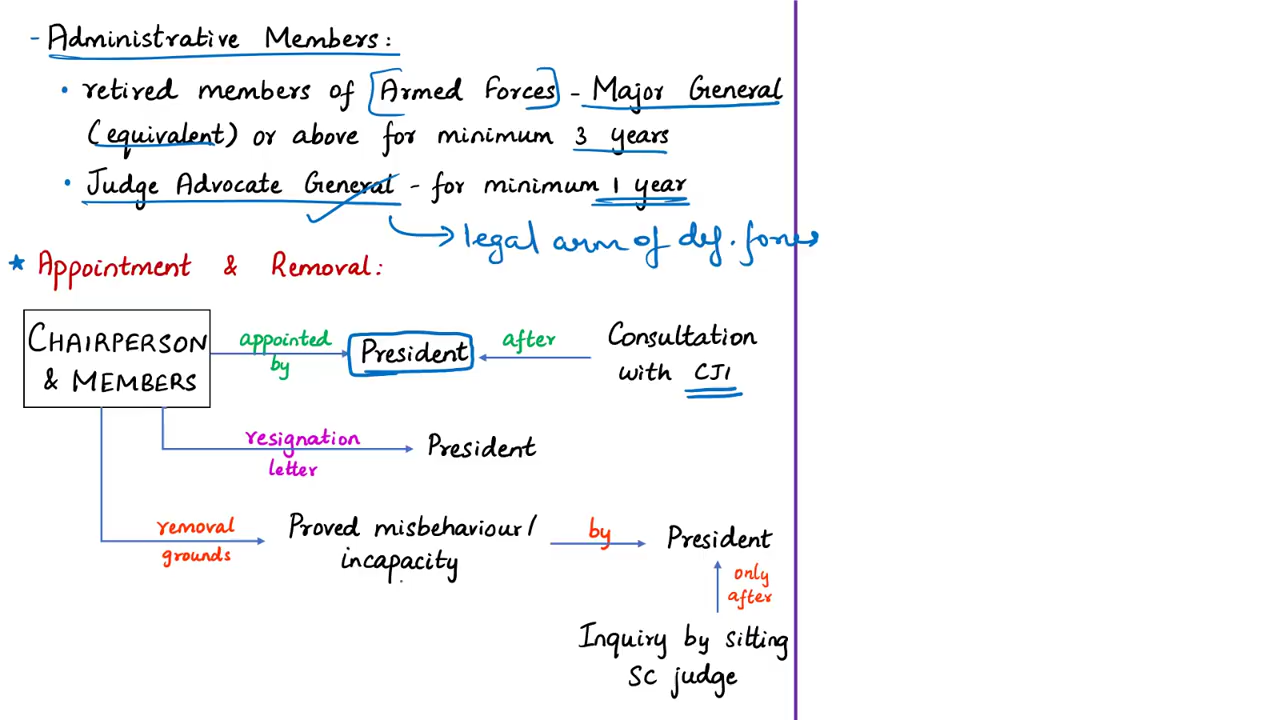 - Administrative Members:
• retired members of [Armed Forces] - Major General
(equivalent) or above for minimum 3 years
• Judge Advocate General - for minimum 1 year
legal arm of def. forces
* Appointment & Removal:
CHAIRPERSON
& MEMBERS
appointed
by
President
after
Consultation
with CJI
resignation
letter
President
removal
grounds
Proved misbehaviour/
incapacity
by
President
only
after
Inquiry by sitting
SC judge